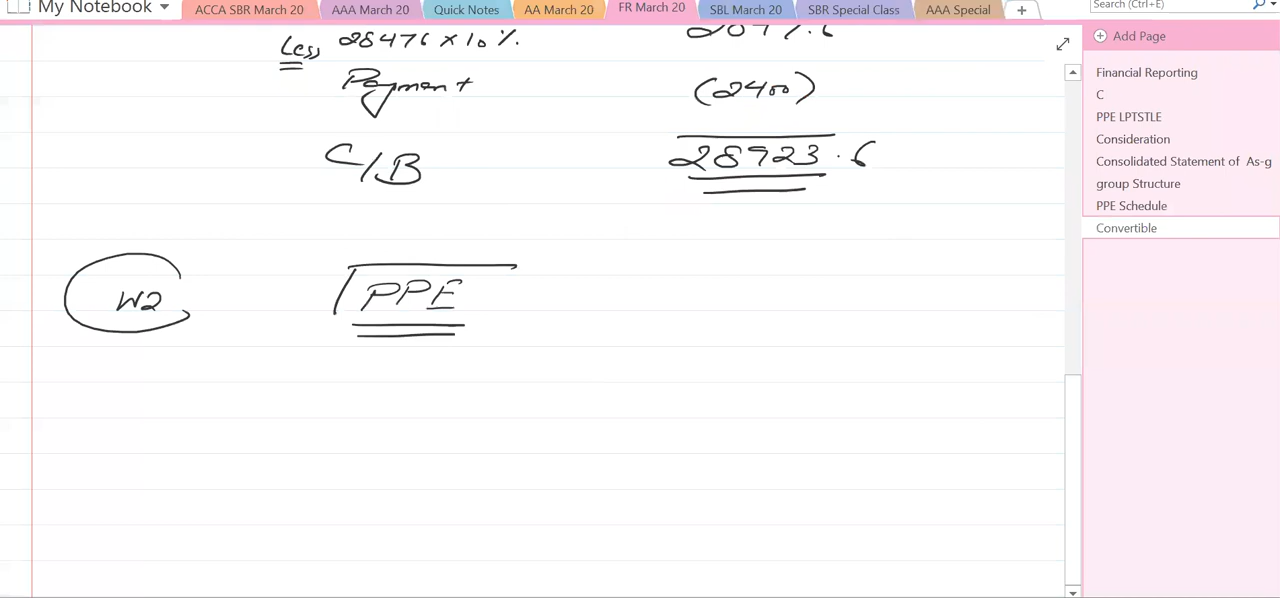 My Notebook
ACCA SBR March 20
AAA March 20
Quick Notes
AA March 20
FR March 20
SBL March 20
SBR Special Class
AAA Special
Search (Ctrl+E)
Add Page
Financial Reporting
C
PPE LPTSTLE
Consideration
Consolidated Statement of As-g
group Structure
PPE Schedule
Convertible
28476 x 10 %.
Less
Payment (2400)
C/B 28923.6
W2 PPE